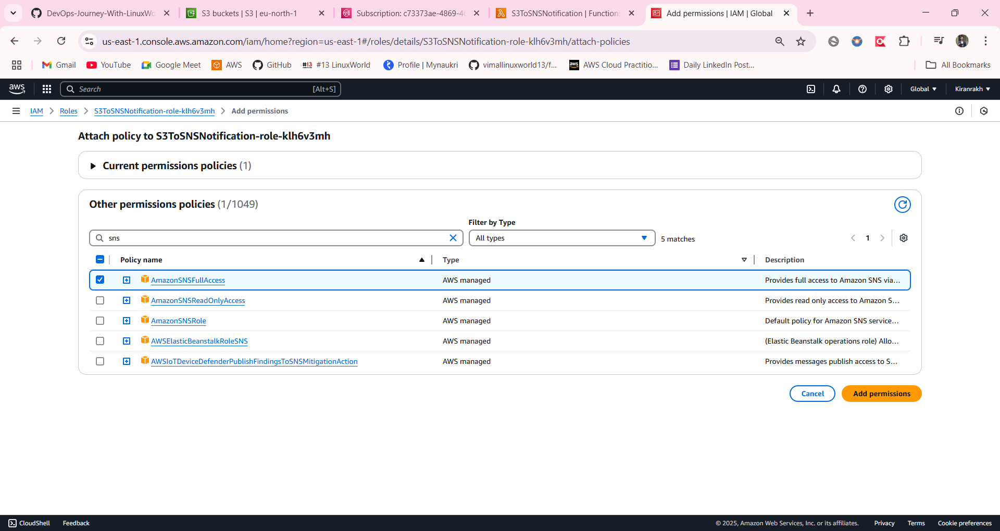 DevOps-Journey-With-LinuxWo
S3 buckets | S3 | eu-north-1
Subscription: c73373ae-4869-4
S3ToSNSNotification | Functions
Add permissions | IAM | Global
us-east-1.console.aws.amazon.com/iam/home?region=us-east-1#/roles/details/S3ToSNSNotification-role-klh6v3mh/attach-policies
Gmail
YouTube
Google Meet
AWS
GitHub
#13 #13 LinuxWorld
Profile | Mynaukri
vimallinuxworld13/f...
aws AWS Cloud Practitio...
Daily LinkedIn Post...
All Bookmarks
aws
Search
[Alt+S]
Global
Kiranrakh
IAM
Roles
S3ToSNSNotification-role-klh6v3mh
Add permissions
Attach policy to S3ToSNSNotification-role-klh6v3mh
Current permissions policies (1)
Other permissions policies (1/1049)
Filter by Type
sns
All types
5 matches
1
Policy name
Type
Description
AmazonSNSFullAccess
AWS managed
Provides full access to Amazon SNS via...
AmazonSNSReadOnlyAccess
AWS managed
Provides read only access to Amazon S...
AmazonSNSRole
AWS managed
Default policy for Amazon SNS service...
AWSElasticBeanstalkRoleSNS
AWS managed
(Elastic Beanstalk operations role) Allo...
AWSIoTDeviceDefenderPublishFindingsToSNSMitigationAction
AWS managed
Provides messages publish access to S...
Cancel
Add permissions
CloudShell
Feedback
© 2025, Amazon Web Services, Inc. or its affiliates.
Privacy
Terms
Cookie preferences